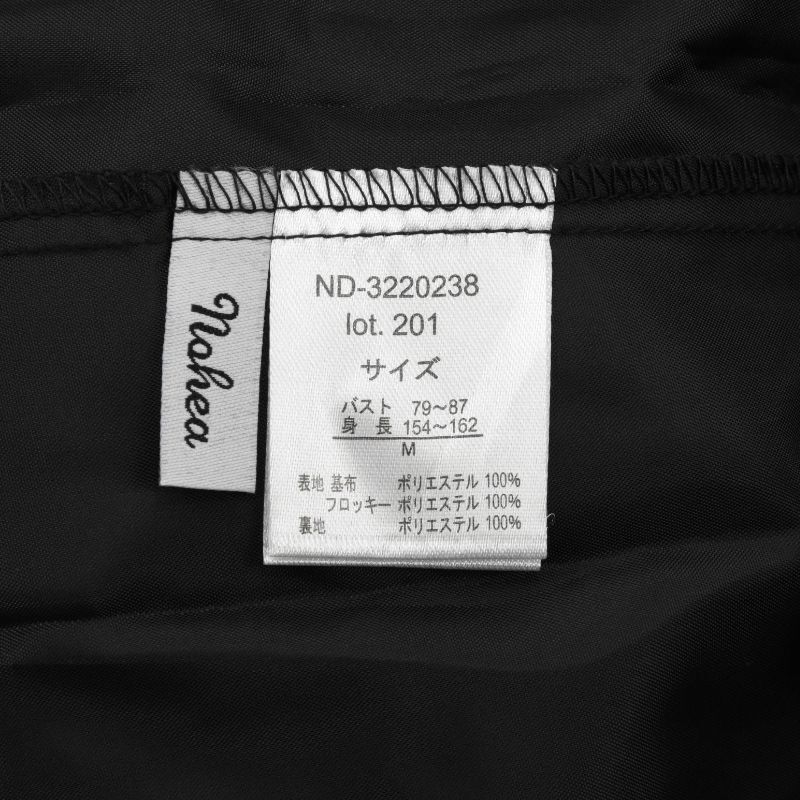 Nohea
ND-3220238
lot. 201
サイズ
バスト 79～87
身 長 154～162
M
表地 基布 ポリエステル 100%
フロッキー ポリエステル 100%
裏地 ポリエステル 100%